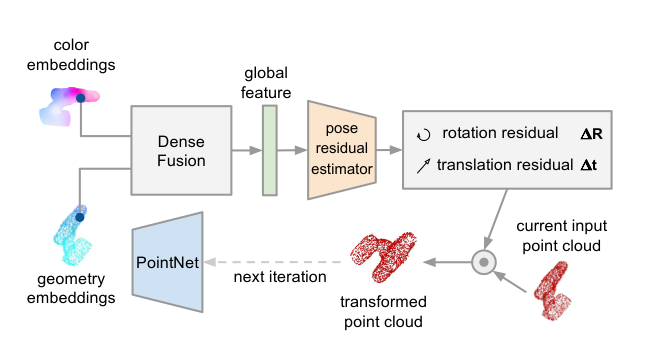 color
embeddings
global
feature
Dense
Fusion
pose
residual
estimator
rotation residual ΔR
translation residual Δt
current input
point cloud
PointNet
next iteration
geometry
embeddings
transformed
point cloud